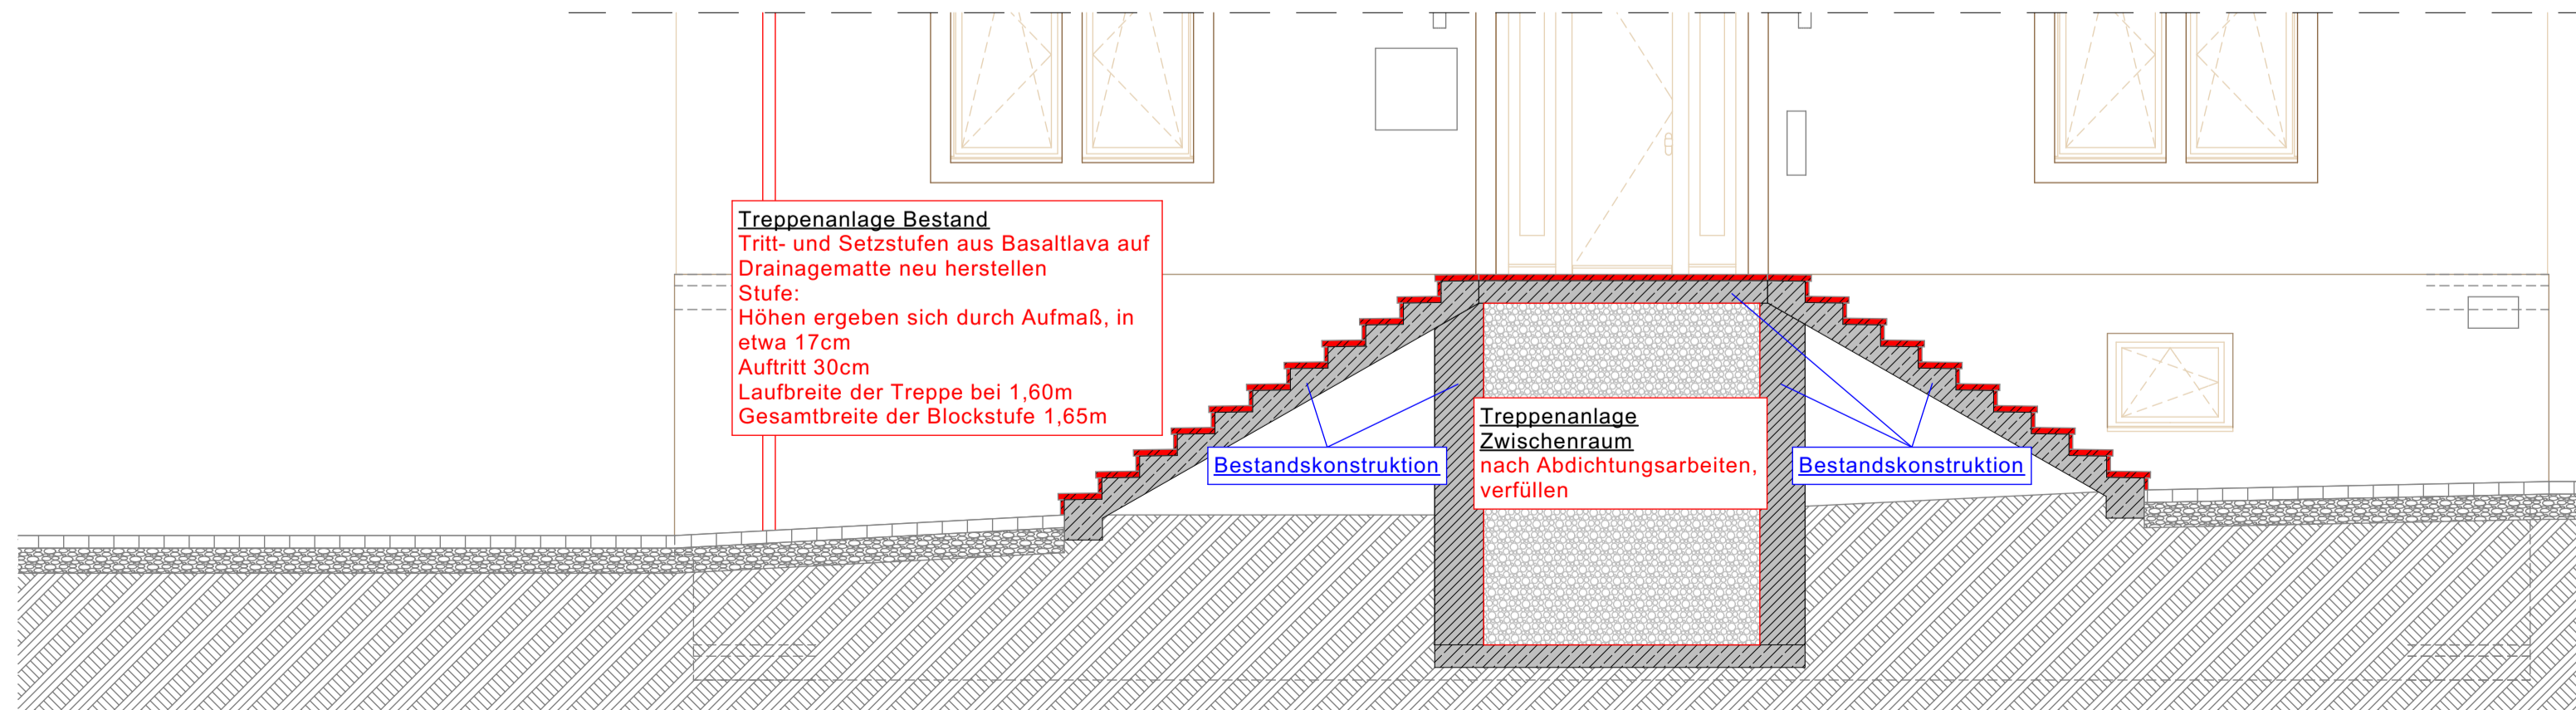 Treppenanlage Bestand
Tritt- und Setzstufen aus Basaltlava auf
Drainagematte neu herstellen
Stufe:
Höhen ergeben sich durch Aufmaß, in
etwa 17cm
Auftritt 30cm
Laufbreite der Treppe bei 1,60m
Gesamtbreite der Blockstufe 1,65m
Bestandskonstruktion
Treppenanlage
Zwischenraum
nach Abdichtungsarbeiten,
verfüllen
Bestandskonstruktion